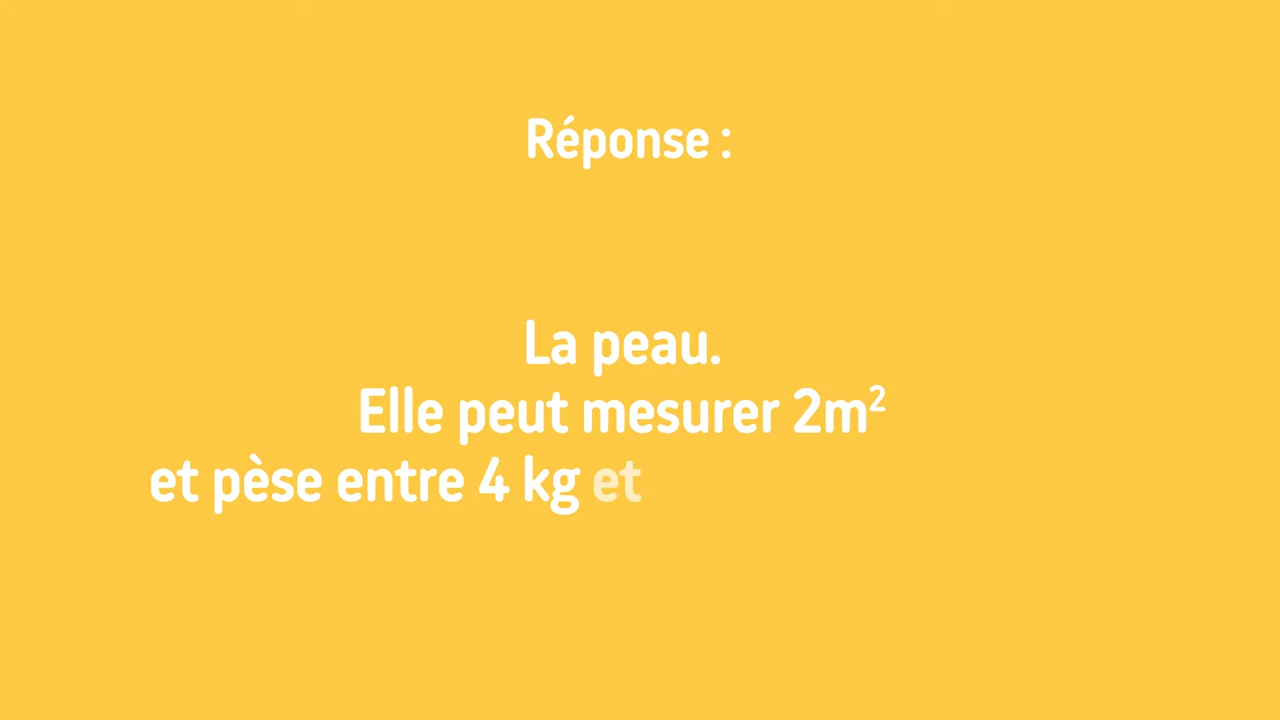 Réponse :
La peau.
Elle peut mesurer 2m²
et pèse entre 4 kg et